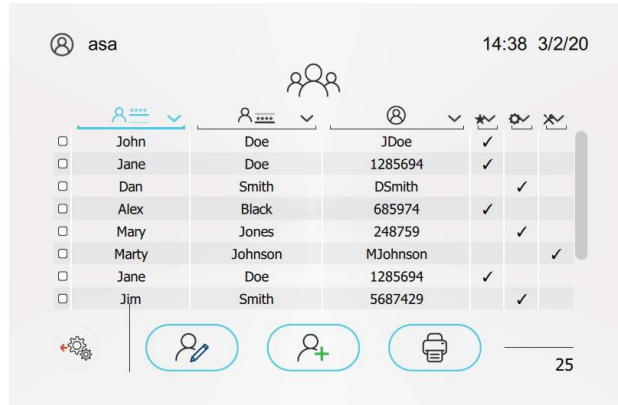 asa 14:38 3/2/20
John Doe JDoe ✓
Jane Doe 1285694 ✓
Dan Smith DSmith ✓
Alex Black 685974 ✓
Mary Jones 248759 ✓
Marty Johnson MJohnson ✓
Jane Doe 1285694 ✓
Jim Smith 5687429 ✓
25